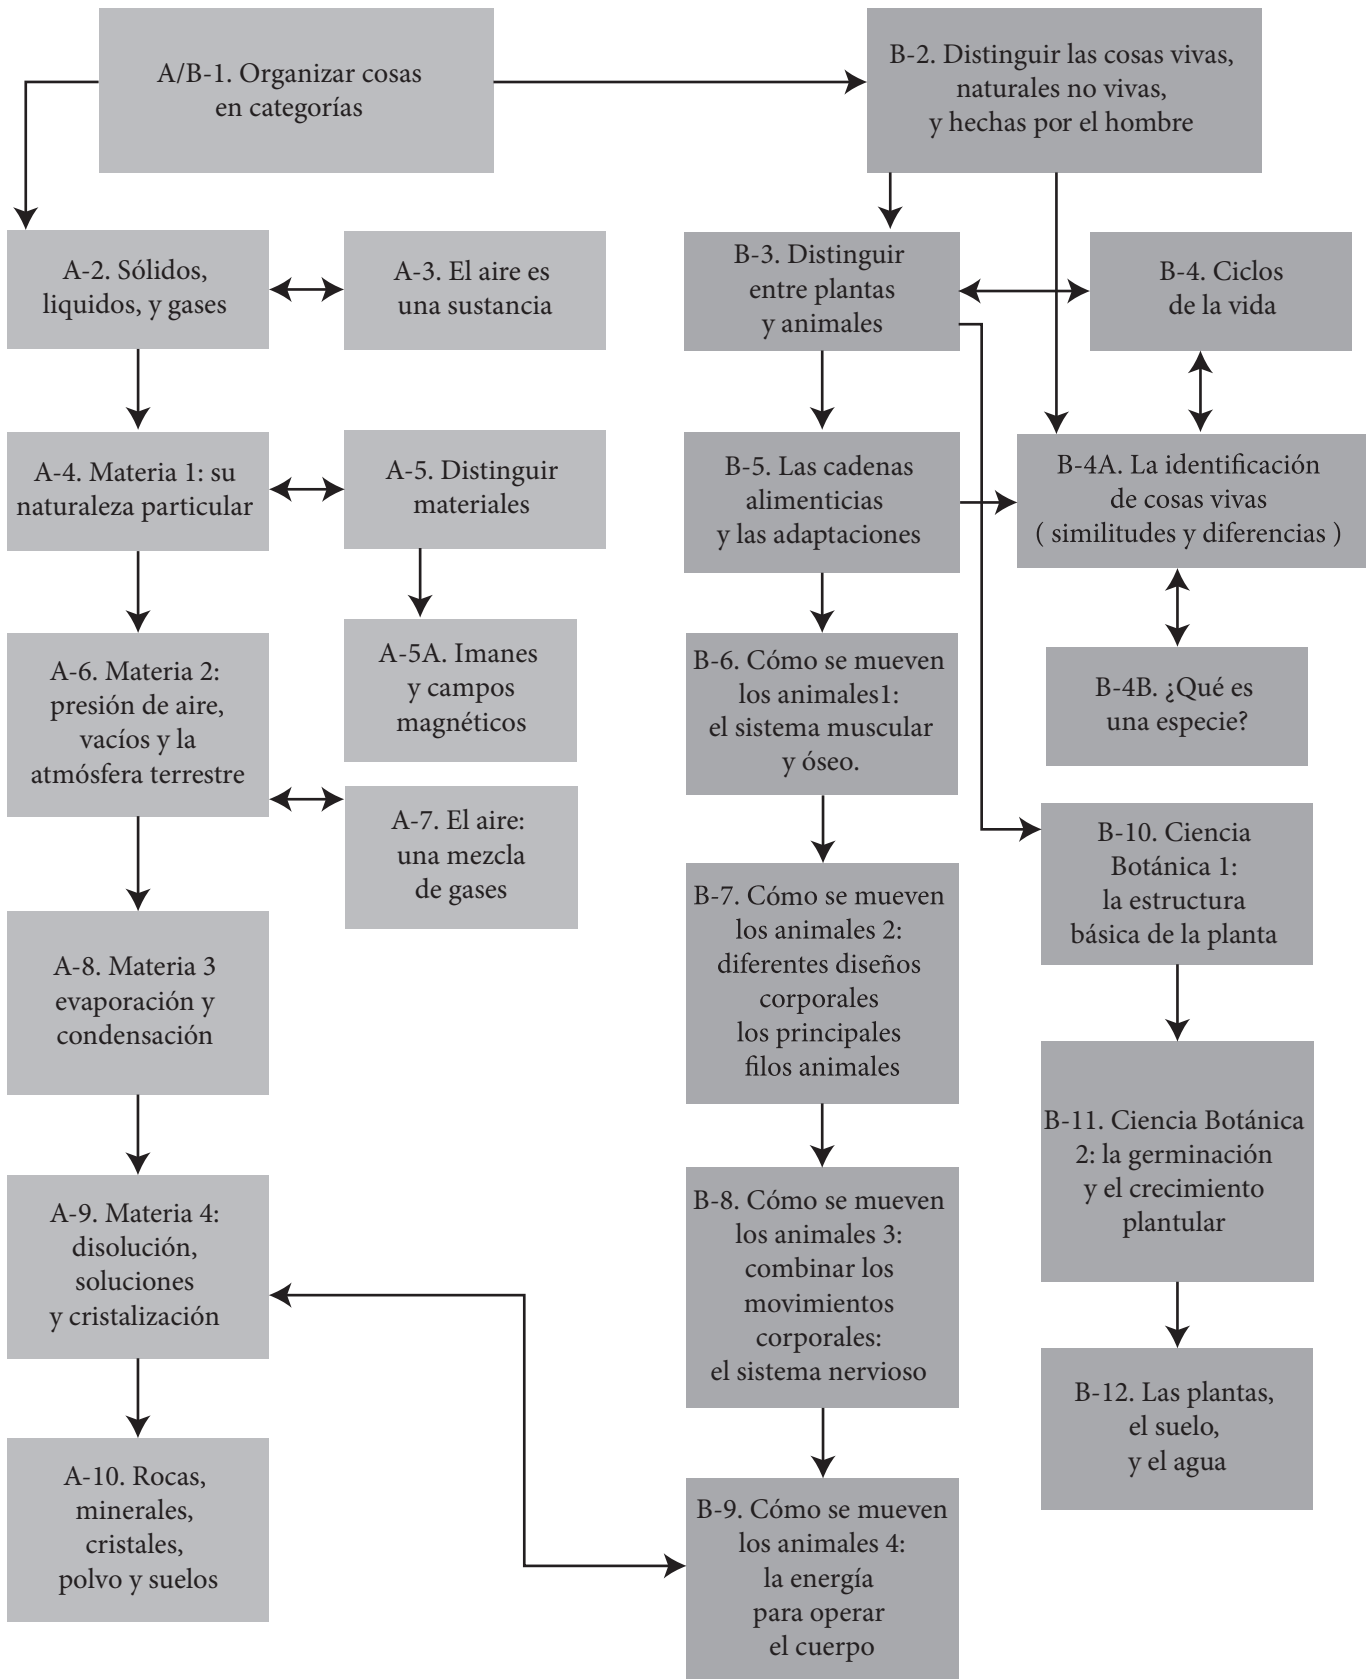 A/B-1. Organizar cosas
en categorías
B-2. Distinguir las cosas vivas,
naturales no vivas,
y hechas por el hombre
A-2. Sólidos,
liquidos, y gases
A-3. El aire es
una sustancia
B-3. Distinguir
entre plantas
y animales
B-4. Ciclos
de la vida
A-4. Materia 1: su
naturaleza particular
A-5. Distinguir
materiales
B-5. Las cadenas
alimenticias
y las adaptaciones
B-4A. La identificación
de cosas vivas
( similitudes y diferencias )
A-6. Materia 2:
presión de aire,
vacíos y la
atmósfera terrestre
A-5A. Imanes
y campos
magnéticos
B-6. Cómo se mueven
los animales1:
el sistema muscular
y óseo.
B-4B. ¿Qué es
una especie?
A-7. El aire:
una mezcla
de gases
B-10. Ciencia
Botánica 1:
la estructura
básica de la planta
A-8. Materia 3
evaporación y
condensación
B-7. Cómo se mueven
los animales 2:
diferentes diseños
corporales
los principales
filos animales
B-11. Ciencia Botánica
2: la germinación
y el crecimiento
plantular
A-9. Materia 4:
disolución,
soluciones
y cristalización
B-8. Cómo se mueven
los animales 3:
combinar los
movimientos
corporales:
el sistema nervioso
B-12. Las plantas,
el suelo,
y el agua
A-10. Rocas,
minerales,
cristales,
polvo y suelos
B-9. Cómo se mueven
los animales 4:
la energía
para operar
el cuerpo